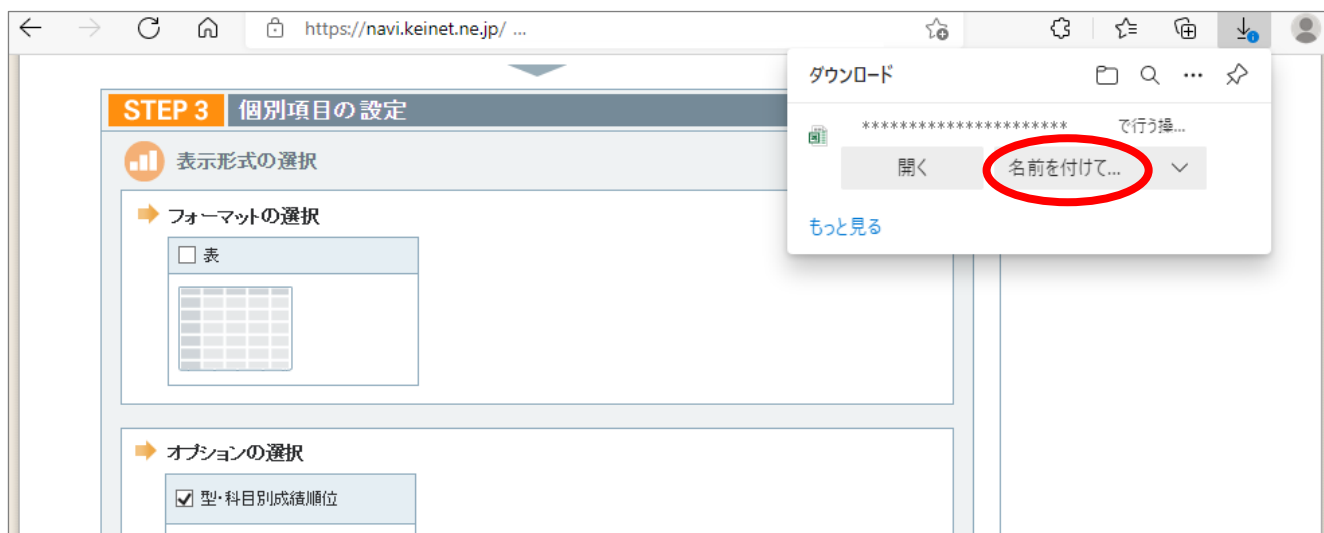 https://navi.keinet.ne.jp/ ...
ダウンロード
********************** で行う操...
開く 名前を付けて...
もっと見る
STEP 3 個別項目の設定
表示形式の選択
フォーマットの選択
表
オプションの選択
型・科目別成績順位